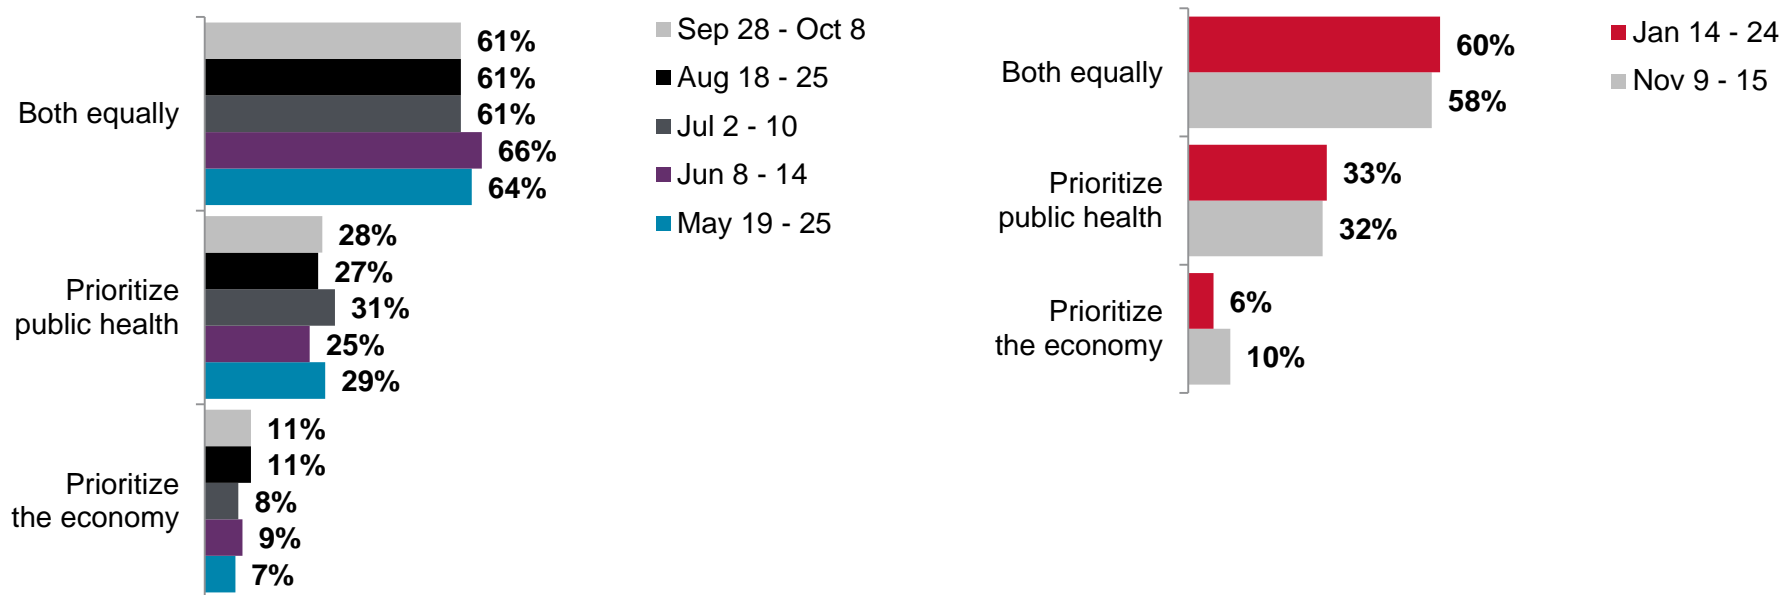 Both equally
61%
61%
61%
66%
64%
Prioritize
public health
28%
27%
31%
25%
29%
Prioritize
the economy
11%
11%
8%
9%
7%
Sep 28 - Oct 8
Aug 18 - 25
Jul 2 - 10
Jun 8 - 14
May 19 - 25
Both equally
60%
58%
Prioritize
public health
33%
32%
Prioritize
the economy
6%
10%
Jan 14 - 24
Nov 9 - 15